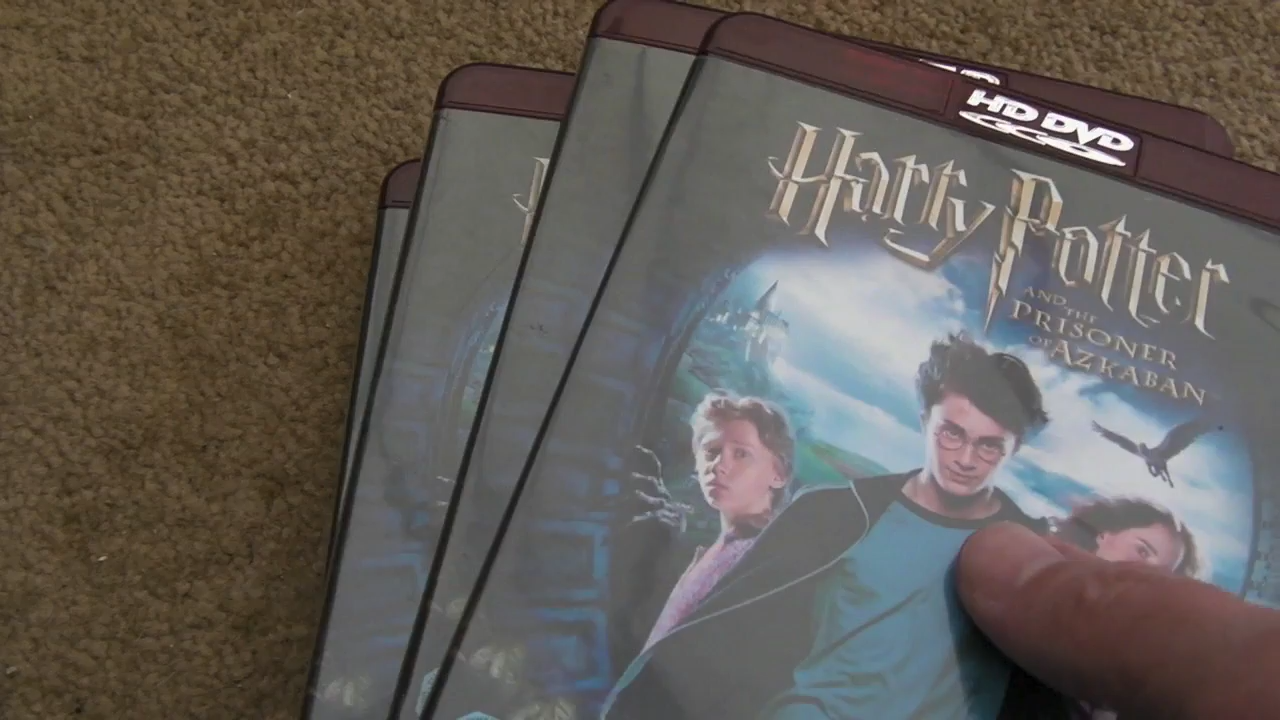 HD DVD
Harry Potter
AND THE
PRISONER
OF AZKABAN